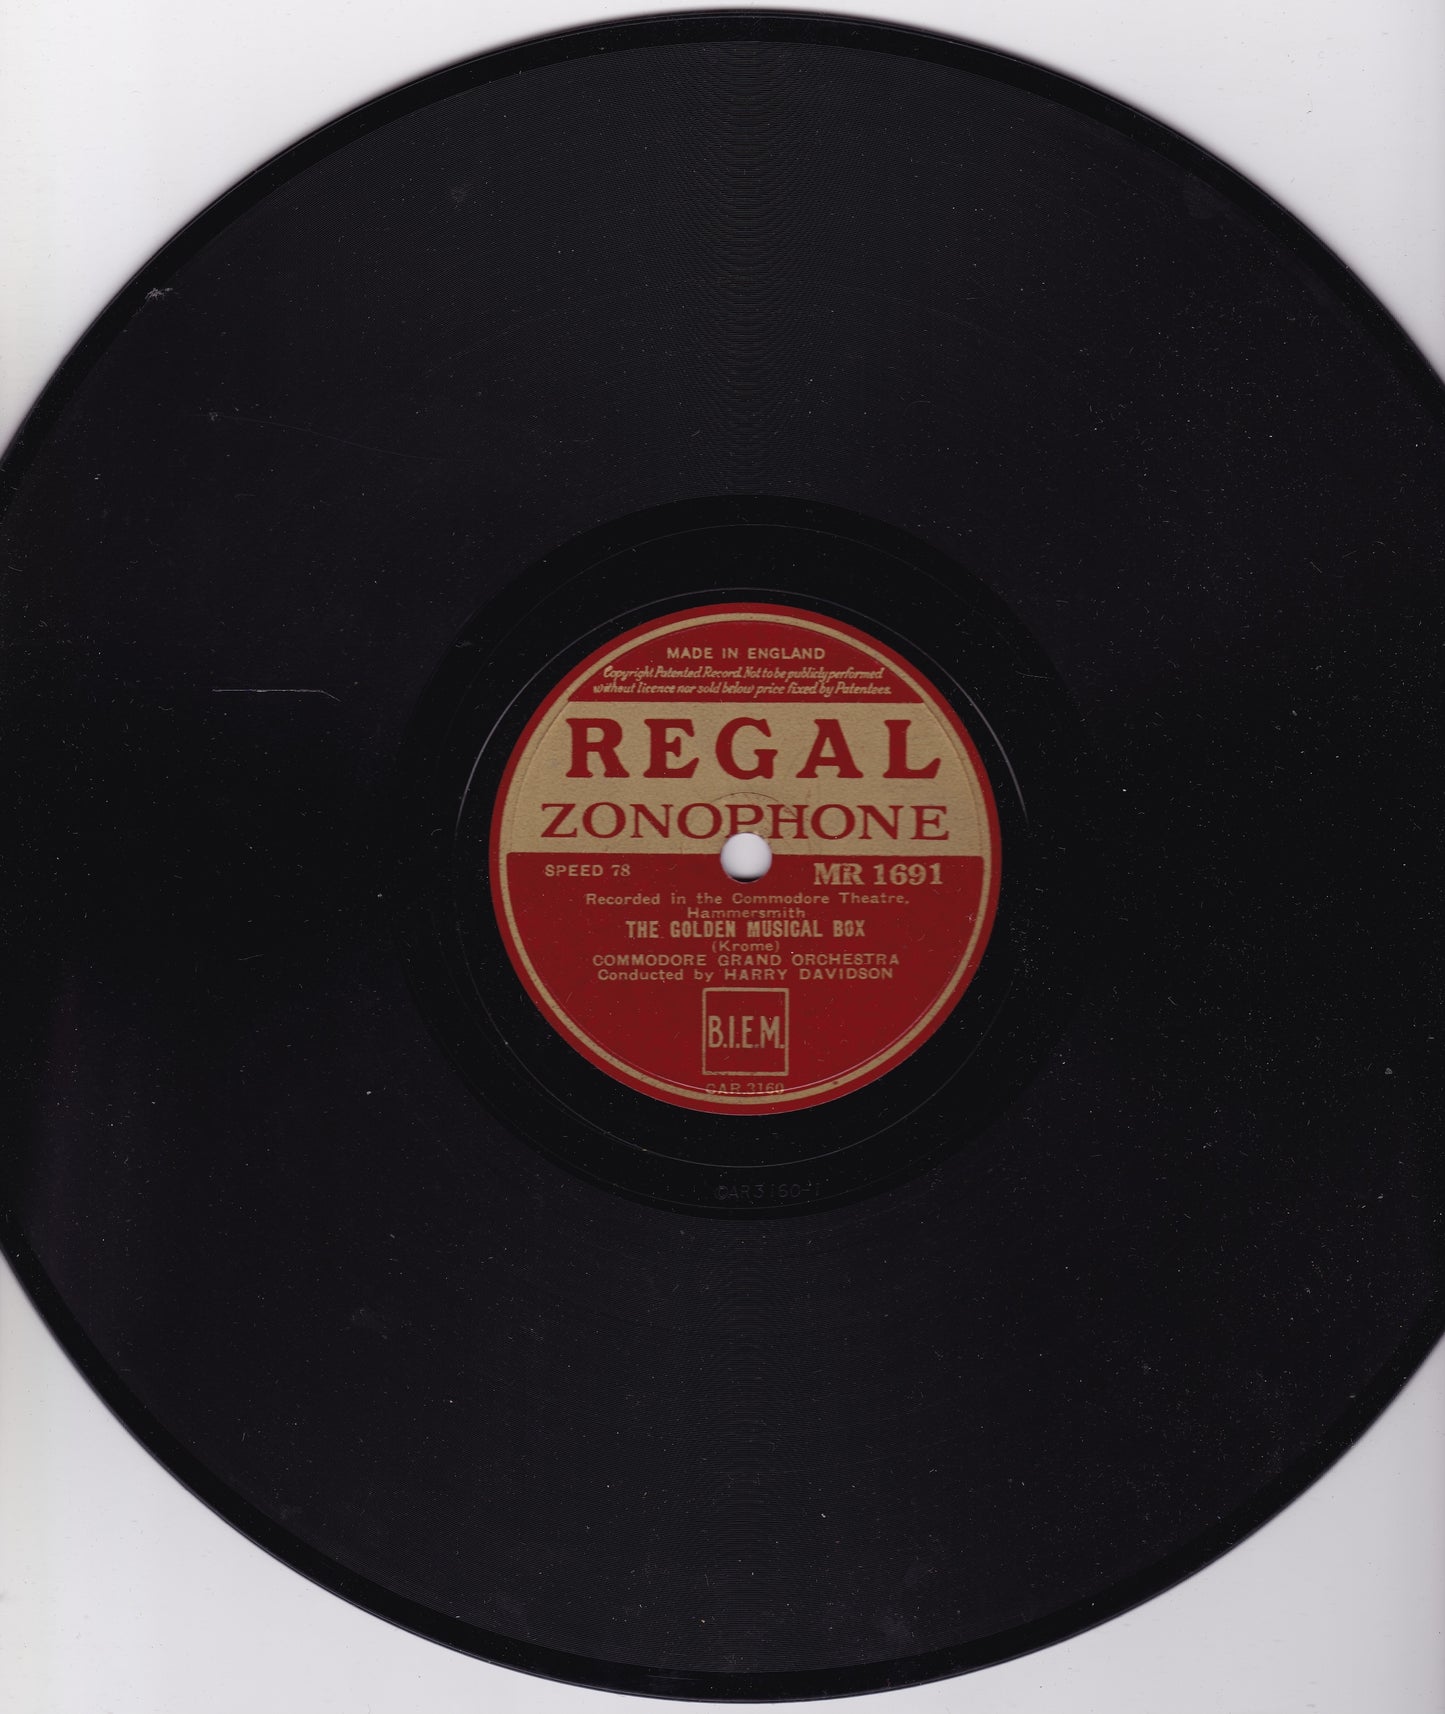 MADE IN ENGLAND
Copyright Patented Record. Not to be publicly performed
without licence nor sold below price fixed by Patentees.
REGAL
ZONOPHONE
SPEED 78 MR 1691
Recorded in the Commodore Theatre,
Hammersmith
THE GOLDEN MUSICAL BOX
(Krome)
COMMODORE GRAND ORCHESTRA
Conducted by HARRY DAVIDSON
B.I.E.M.
CAR.3160
CAR3160-1